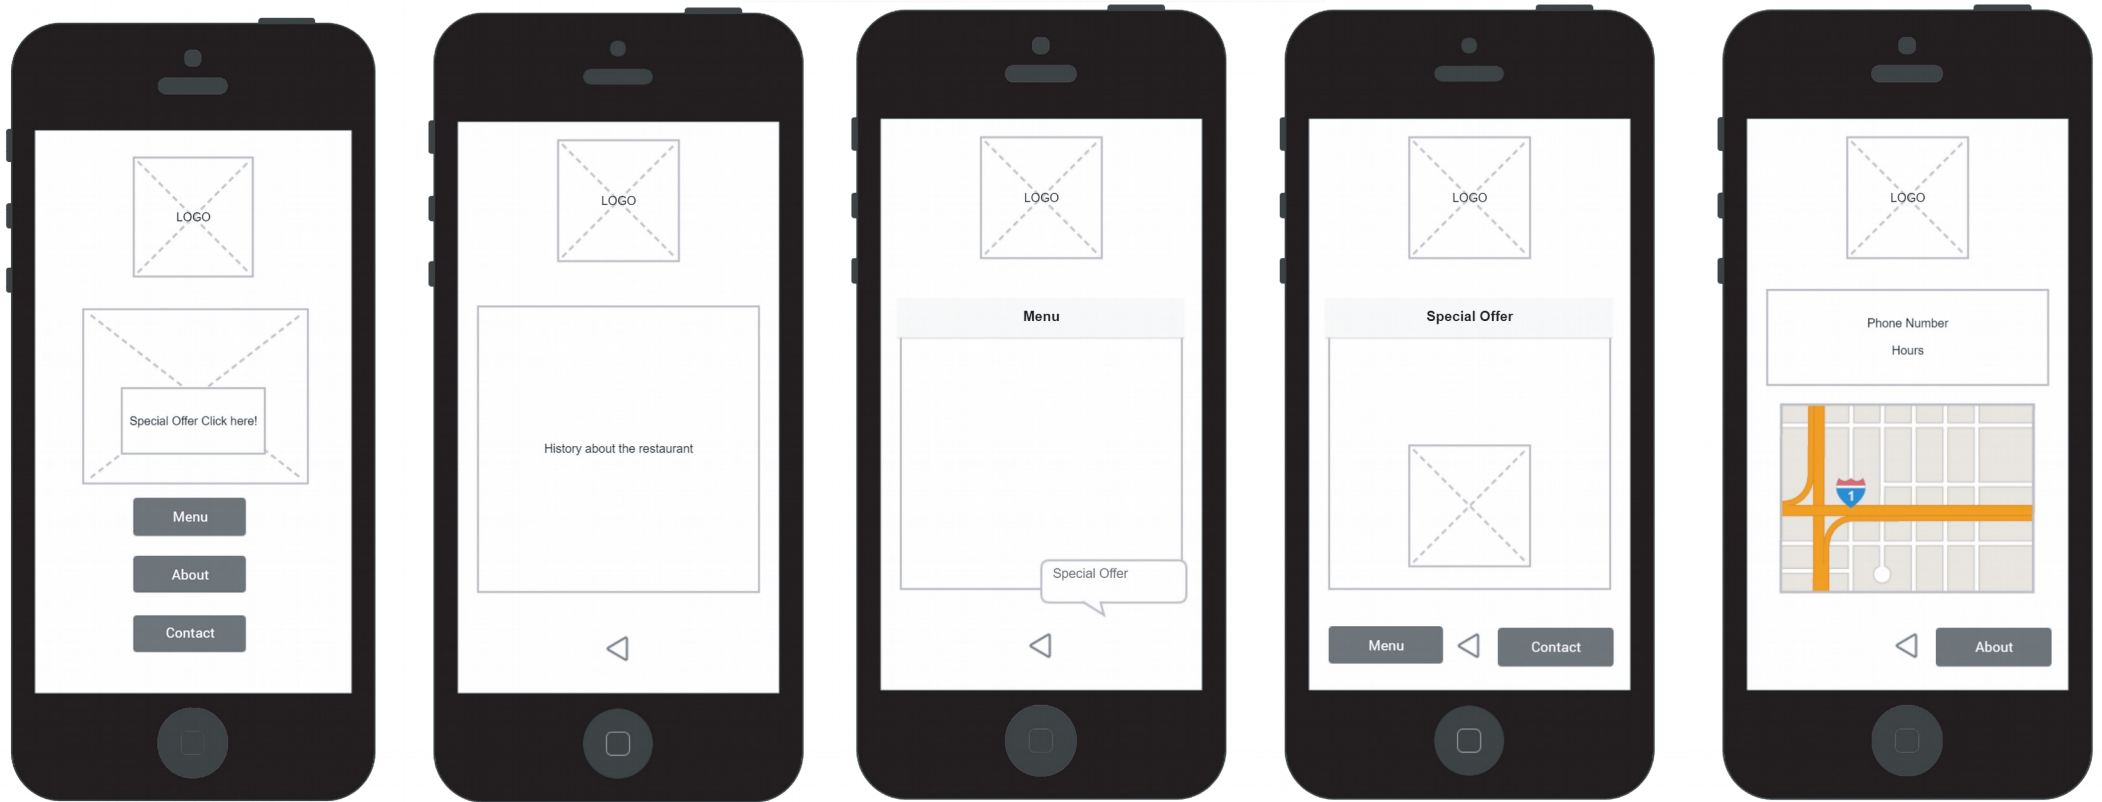 LOGO
Special Offer Click here!
Menu
About
Contact
LOGO
History about the restaurant
LOGO
Menu
Special Offer
LOGO
Special Offer
Menu
Contact
LOGO
Phone Number
Hours
1
About